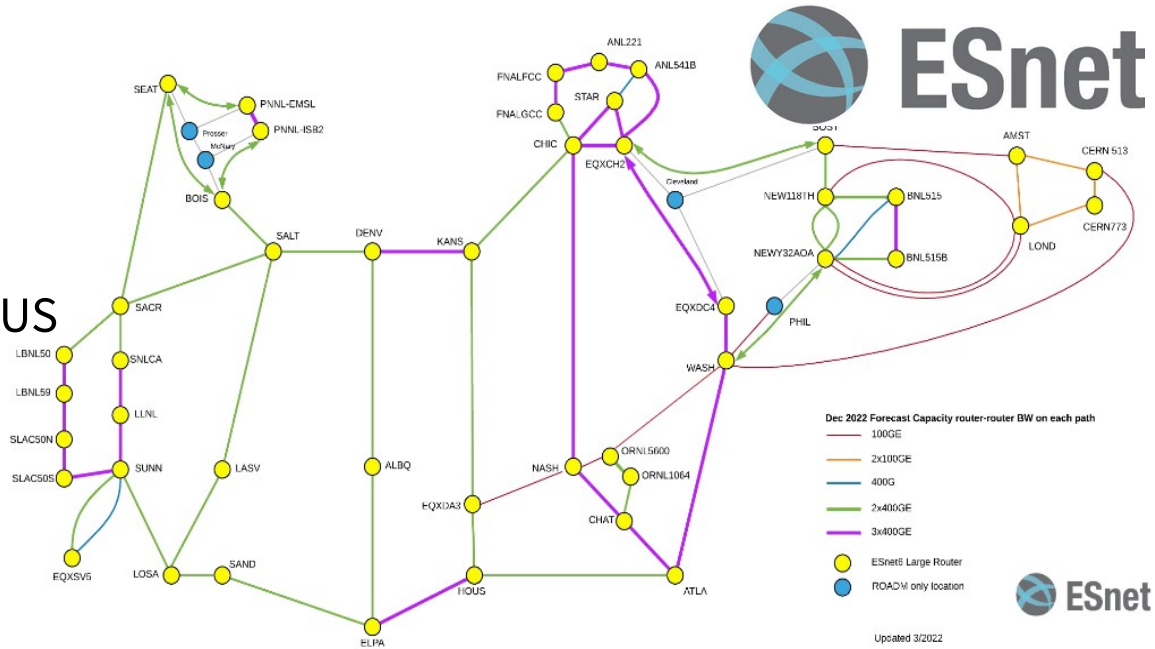 ESnet
ANL221
FNALFCC
ANL541B
SEAT
STAR
PNNL-EMSL
FNALGCC
Prosser
PNNL-ISB2
BOST
AMST
McNary
CHIC
EQXCH2
CERN 513
Cleveland
BOIS
NEW118TH
BNL515
SALT
DENV
KANS
CERN773
LOND
NEWY32AOA
BNL515B
US
SACR
EQXDC4
PHIL
LBNL50
SNLCA
WASH
LBNL59
LLNL
Dec 2022 Forecast Capacity router-router BW on each path
100GE
2x100GE
400G
2x400GE
3x400GE
ESnet6 Large Router
ROADM only location
SLAC50N
ORNL5600
SLAC50S
SUNN
LASV
ALBQ
NASH
ORNL1064
EQXDA3
CHAT
EQXSV5
LOSA
SAND
HOUS
ATLA
ESnet
ELPA
Updated 3/2022